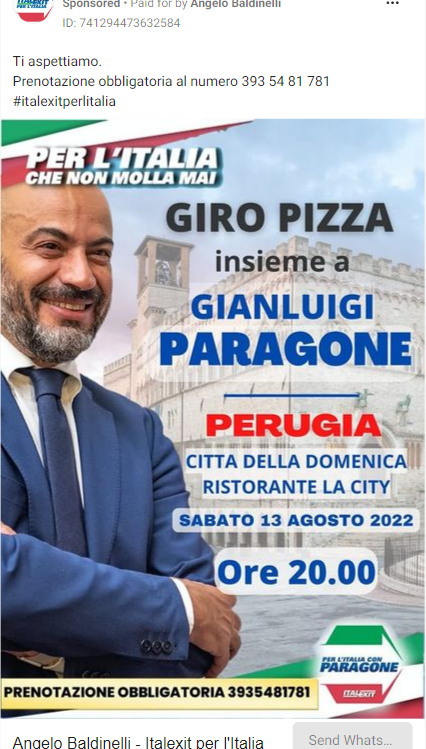 Sponsored • Paid for by Angelo Baldinelli
ID: 741294473632584
Ti aspettiamo.
Prenotazione obbligatoria al numero 393 54 81 781
#italexitperlitalia
PER L'ITALIA
CHE NON MOLLA MAI
GIRO PIZZA
insieme a
GIANLUIGI
PARAGONE
PERUGIA
CITTA DELLA DOMENICA
RISTORANTE LA CITY
SABATO 13 AGOSTO 2022
Ore 20.00
PER L'ITALIA CON
PARAGONE
ITALEXIT
PRENOTAZIONE OBBLIGATORIA 3935481781
Angelo Baldinelli - Italexit per l'Italia
Send Whats...